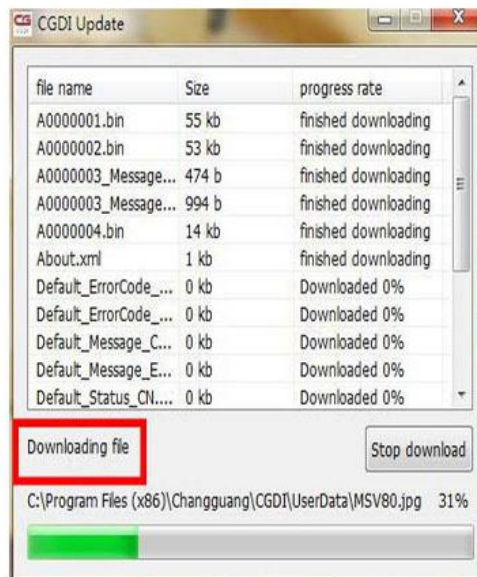 CGDI Update
file name Size progress rate
A0000001.bin 55 kb finished downloading
A0000002.bin 53 kb finished downloading
A0000003_Message... 474 b finished downloading
A0000003_Message... 994 b finished downloading
A0000004.bin 14 kb finished downloading
About.xml 1 kb finished downloading
Default_ErrorCode_... 0 kb Downloaded 0%
Default_ErrorCode_... 0 kb Downloaded 0%
Default_Message_C... 0 kb Downloaded 0%
Default_Message_E... 0 kb Downloaded 0%
Default_Status_CN.... 0 kb Downloaded 0%
Downloading file Stop download
C:\Program Files (x86)\Changguang\CGDI\UserData\MSV80.jpg 31%